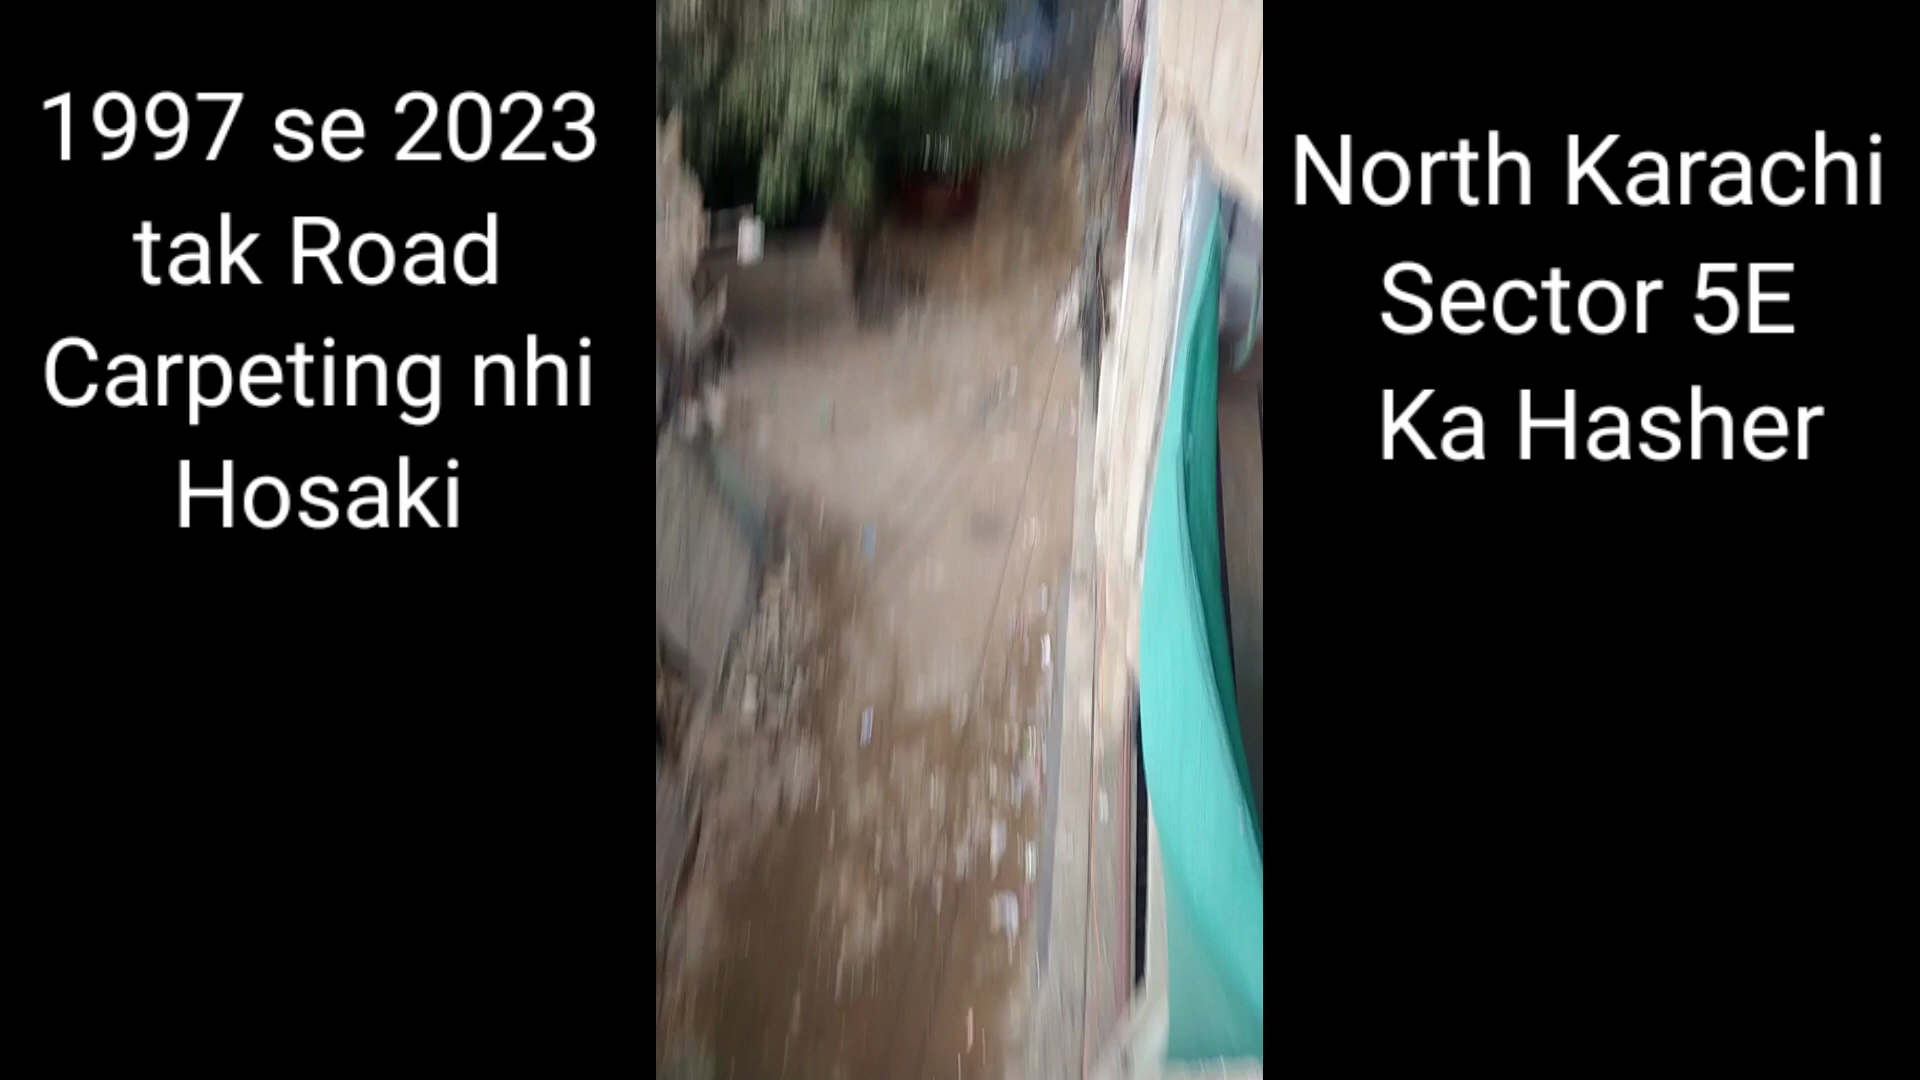 1997 se 2023
tak Road
Carpeting nhi
Hosaki
North Karachi
Sector 5E
Ka Hasher